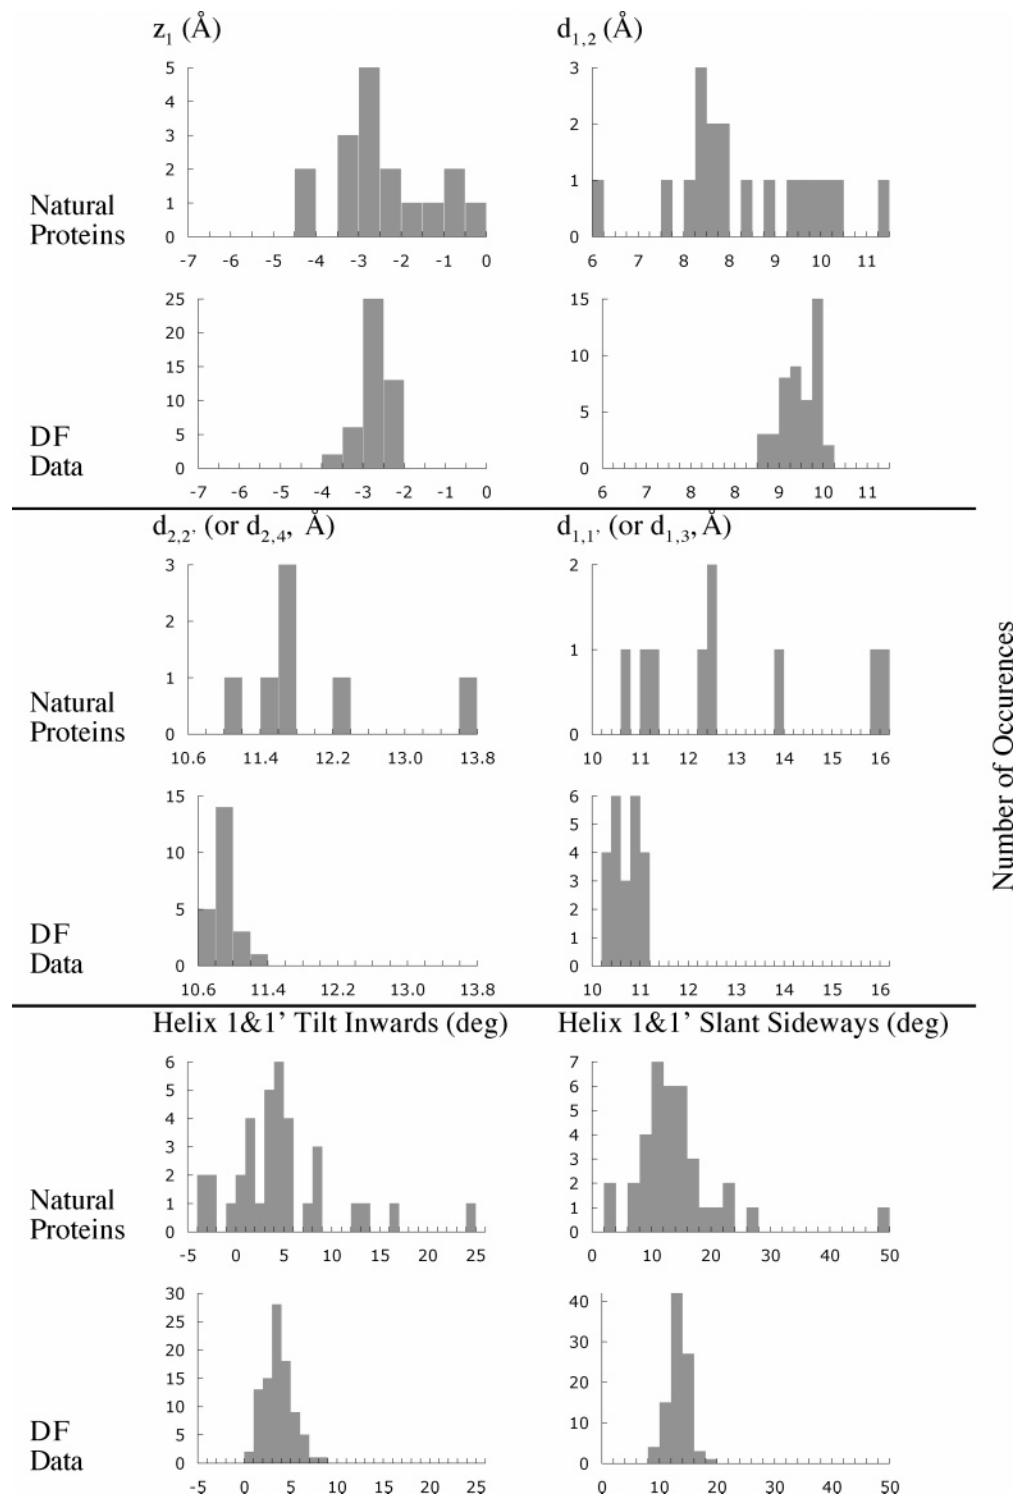 z1 (Å)
d1,2 (Å)
5
4
3
2
1
0
-7 -6 -5 -4 -3 -2 -1 0
3
2
1
0
6 7 8 8 9 10 11
Natural
Proteins
25
20
15
10
5
0
-7 -6 -5 -4 -3 -2 -1 0
15
10
5
0
6 7 8 8 9 10 11
DF
Data
d2,2' (or d2,4, Å)
d1,1' (or d1,3, Å)
3
2
1
0
10.6 11.4 12.2 13.0 13.8
2
1
0
10 11 12 13 14 15 16
Natural
Proteins
15
10
5
0
10.6 11.4 12.2 13.0 13.8
6
5
4
3
2
1
0
10 11 12 13 14 15 16
DF
Data
Number of Occurences
Helix 1&1' Tilt Inwards (deg)
Helix 1&1' Slant Sideways (deg)
6
5
4
3
2
1
0
-5 0 5 10 15 20 25
7
6
5
4
3
2
1
0
0 10 20 30 40 50
Natural
Proteins
30
25
20
15
10
5
0
-5 0 5 10 15 20 25
40
30
20
10
0
0 10 20 30 40 50
DF
Data